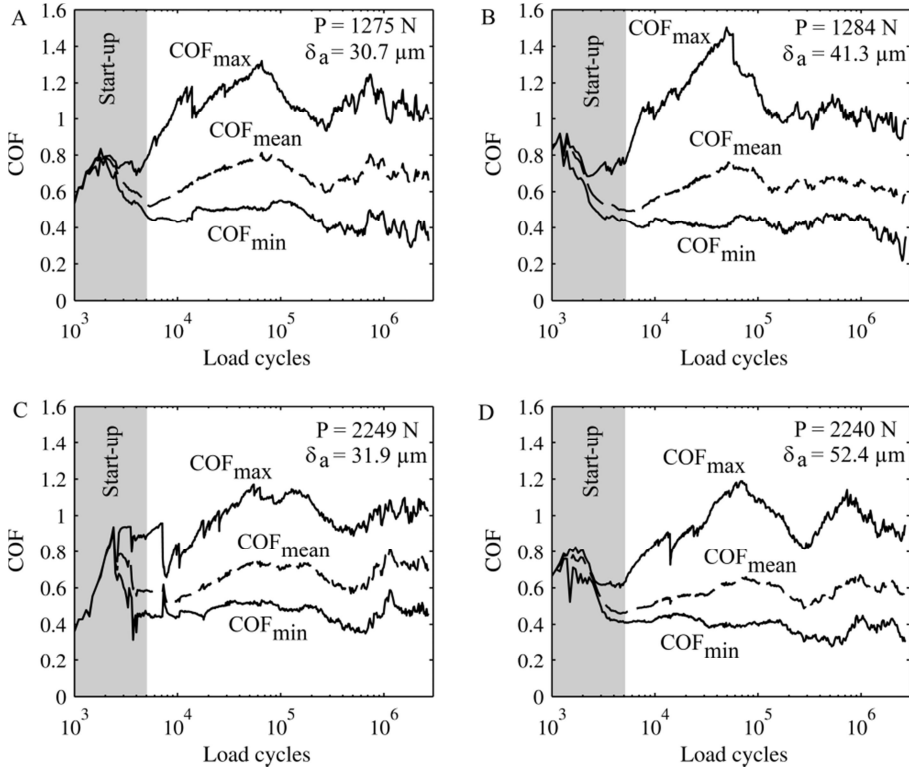 A
P = 1275 N
δa = 30.7 µm
Start-up
COFmax
COFmean
COFmin
COF
1.6
1.4
1.2
1
0.8
0.6
0.4
0.2
0
10^3
10^4
10^5
10^6
Load cycles
B
P = 1284 N
δa = 41.3 µm
Start-up
COFmax
COFmean
COFmin
COF
1.6
1.4
1.2
1
0.8
0.6
0.4
0.2
0
10^3
10^4
10^5
10^6
Load cycles
C
P = 2249 N
δa = 31.9 µm
Start-up
COFmax
COFmean
COFmin
COF
1.6
1.4
1.2
1
0.8
0.6
0.4
0.2
0
10^3
10^4
10^5
10^6
Load cycles
D
P = 2240 N
δa = 52.4 µm
Start-up
COFmax
COFmean
COFmin
COF
1.6
1.4
1.2
1
0.8
0.6
0.4
0.2
0
10^3
10^4
10^5
10^6
Load cycles